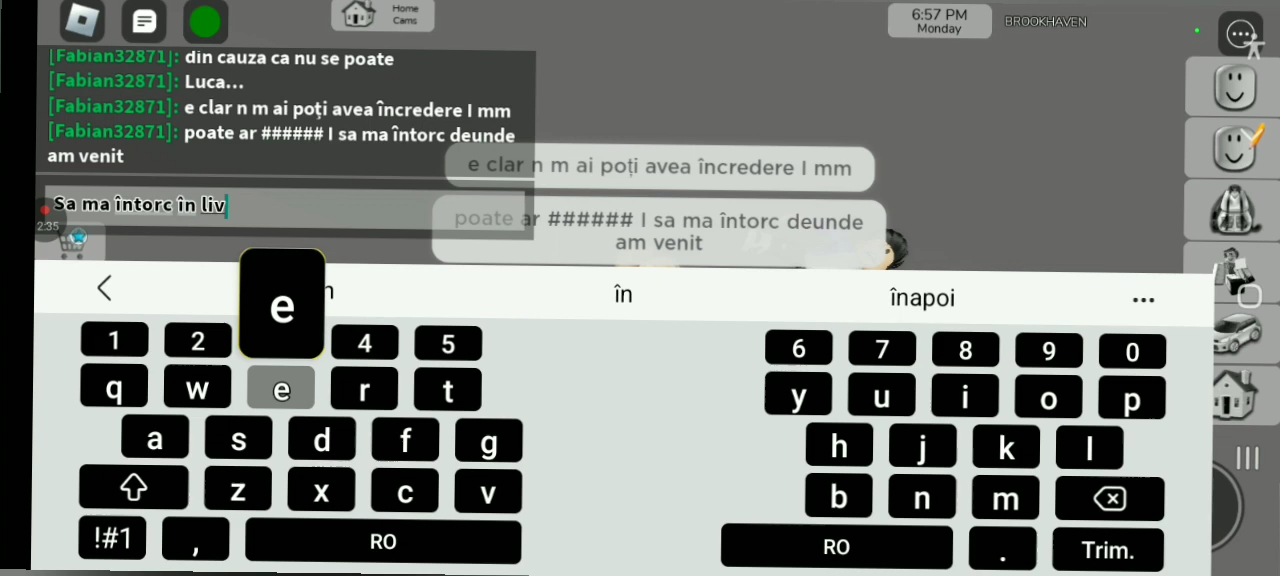 Home
Cams
6:57 PM
Monday
BROOKHAVEN
[Fabian32871]: din cauza ca nu se poate
[Fabian32871]: Luca...
[Fabian32871]: e clar n m ai poți avea încredere I mm
[Fabian32871]: poate ar ###### I sa ma întorc deunde
am venit
e clar n m ai poți avea încredere I mm
poate ar ###### I sa ma întorc deunde
am venit
Sa ma întorc în liv
2:35
e
în
înapoi
1 2 4 5 6 7 8 9 0
q w e r t y u i o p
a s d f g h j k l
z x c v b n m
!#1 , RO RO . Trim.